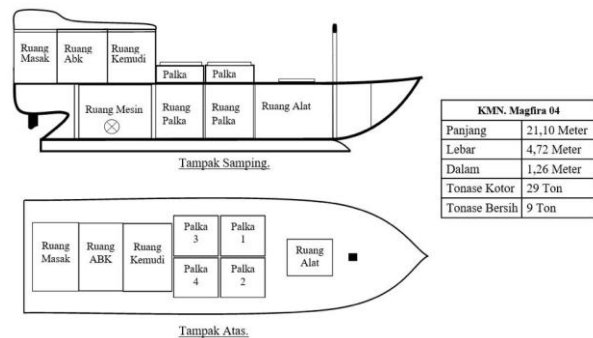 Ruang
Masak
Ruang
Abk
Ruang
Kemudi
Palka
Palka
Ruang Mesin
Ruang
Palka
Ruang
Palka
Ruang Alat
Tampak Samping.
KMN. Magfira 04
Panjang 21,10 Meter
Lebar 4,72 Meter
Dalam 1,26 Meter
Tonase Kotor 29 Ton
Tonase Bersih 9 Ton
Ruang
Masak
Ruang
ABK
Ruang
Kemudi
Palka
3
Palka
1
Palka
4
Palka
2
Ruang
Alat
Tampak Atas.